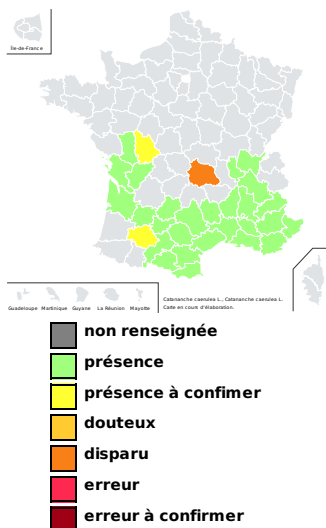 Île-de-France
Guadeloupe Martinique Guyane La Réunion Mayotte
Catananche caerulea L., Catananche caerulea L.
Carte en cours d'élaboration.
non renseignée
présence
présence à confimer
douteux
disparu
erreur
erreur à confirmer